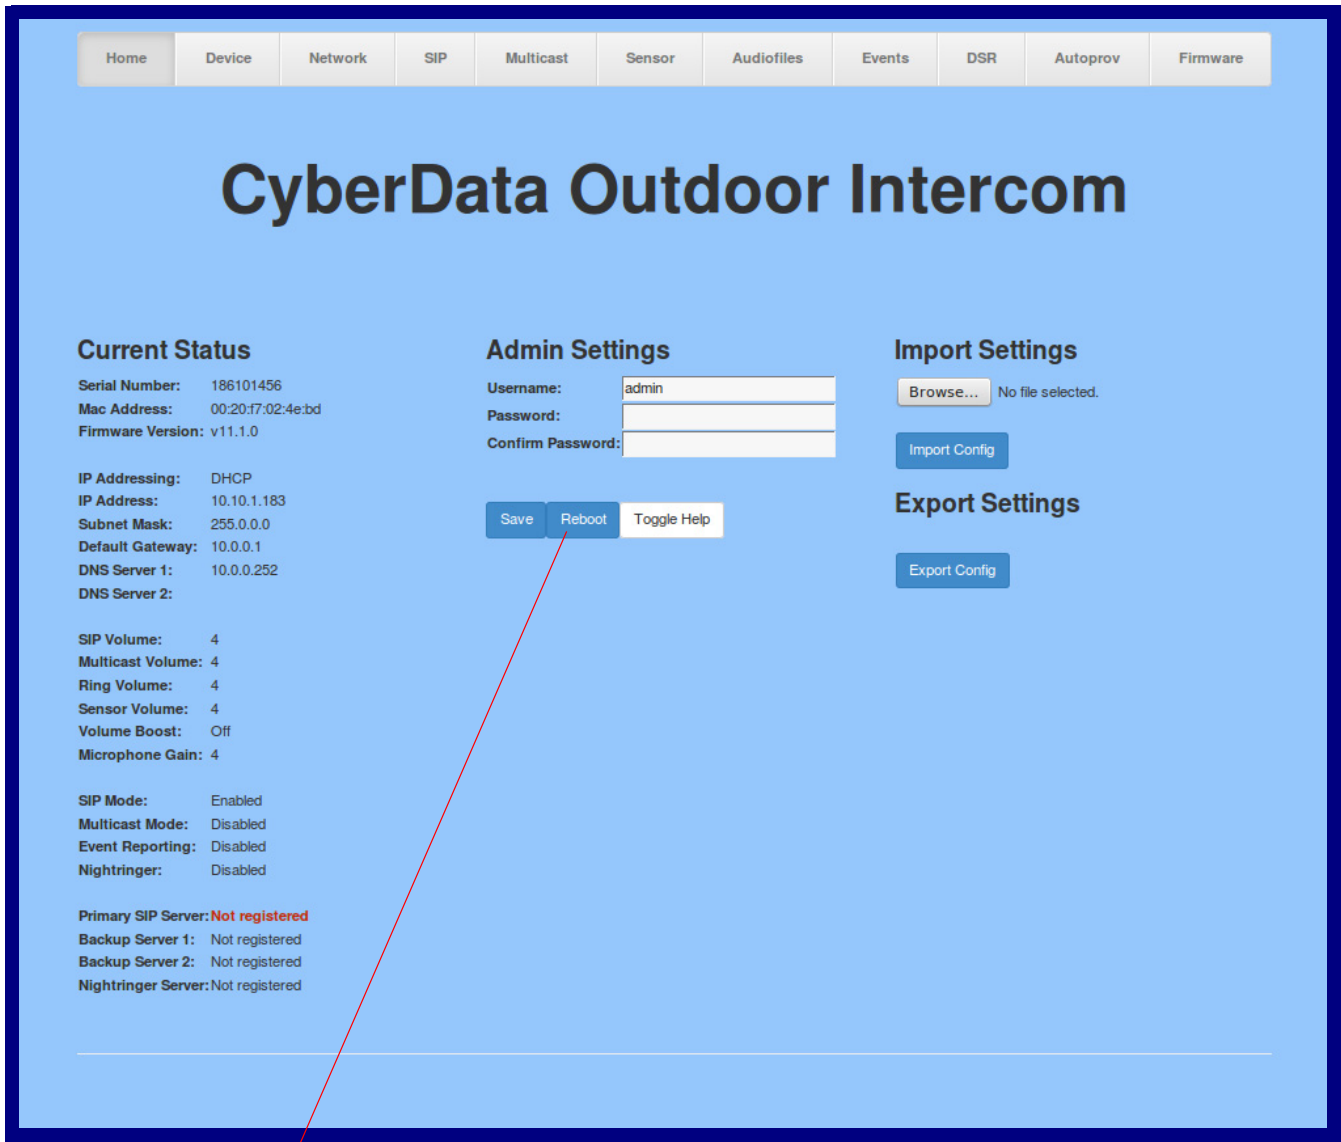 Home Device Network SIP Multicast Sensor Audiofiles Events DSR Autoprov Firmware
CyberData Outdoor Intercom
Current Status
Serial Number: 186101456
Mac Address: 00:20:f7:02:4e:bd
Firmware Version: v11.1.0
IP Addressing: DHCP
IP Address: 10.10.1.183
Subnet Mask: 255.0.0.0
Default Gateway: 10.0.0.1
DNS Server 1: 10.0.0.252
DNS Server 2:
SIP Volume: 4
Multicast Volume: 4
Ring Volume: 4
Sensor Volume: 4
Volume Boost: Off
Microphone Gain: 4
SIP Mode: Enabled
Multicast Mode: Disabled
Event Reporting: Disabled
Nightringer: Disabled
Primary SIP Server: Not registered
Backup Server 1: Not registered
Backup Server 2: Not registered
Nightringer Server: Not registered
Admin Settings
Username: admin
Password:
Confirm Password:
Save Reboot Toggle Help
Import Settings
Browse... No file selected.
Import Config
Export Settings
Export Config